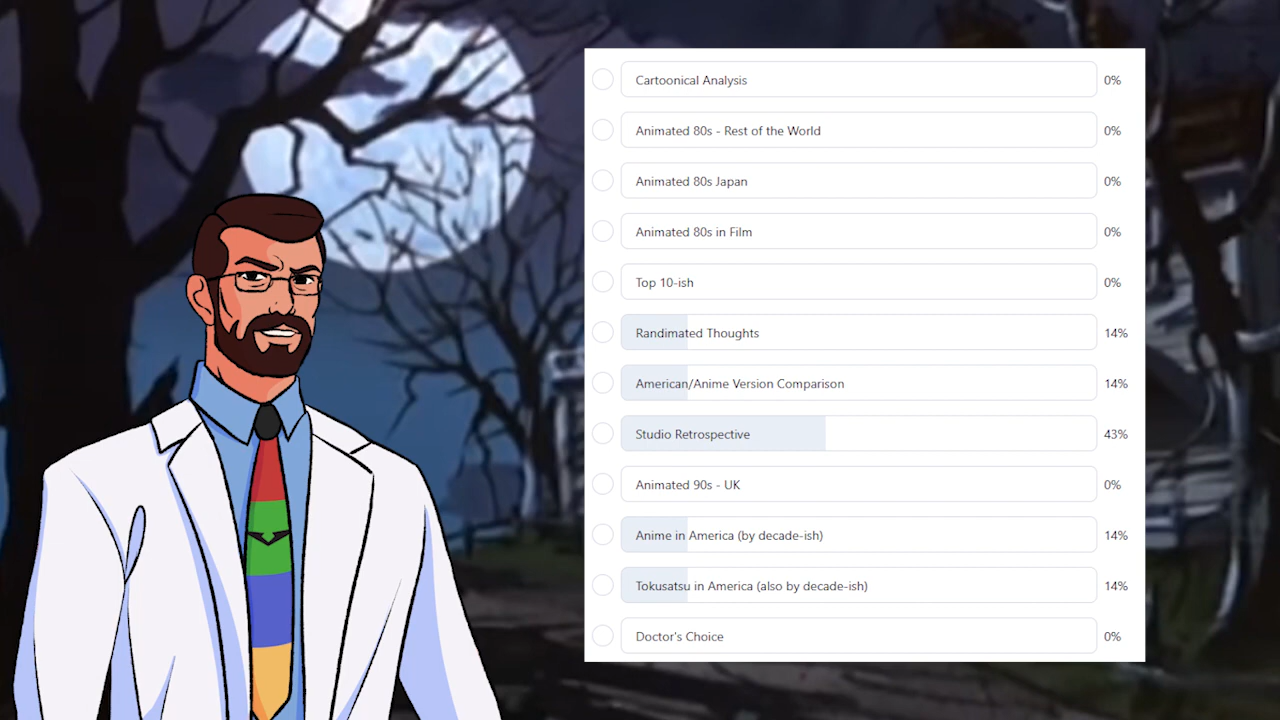 Cartoonical Analysis 0%
Animated 80s - Rest of the World 0%
Animated 80s Japan 0%
Animated 80s in Film 0%
Top 10-ish 0%
Randimated Thoughts 14%
American/Anime Version Comparison 14%
Studio Retrospective 43%
Animated 90s - UK 0%
Anime in America (by decade-ish) 14%
Tokusatsu in America (also by decade-ish) 14%
Doctor's Choice 0%